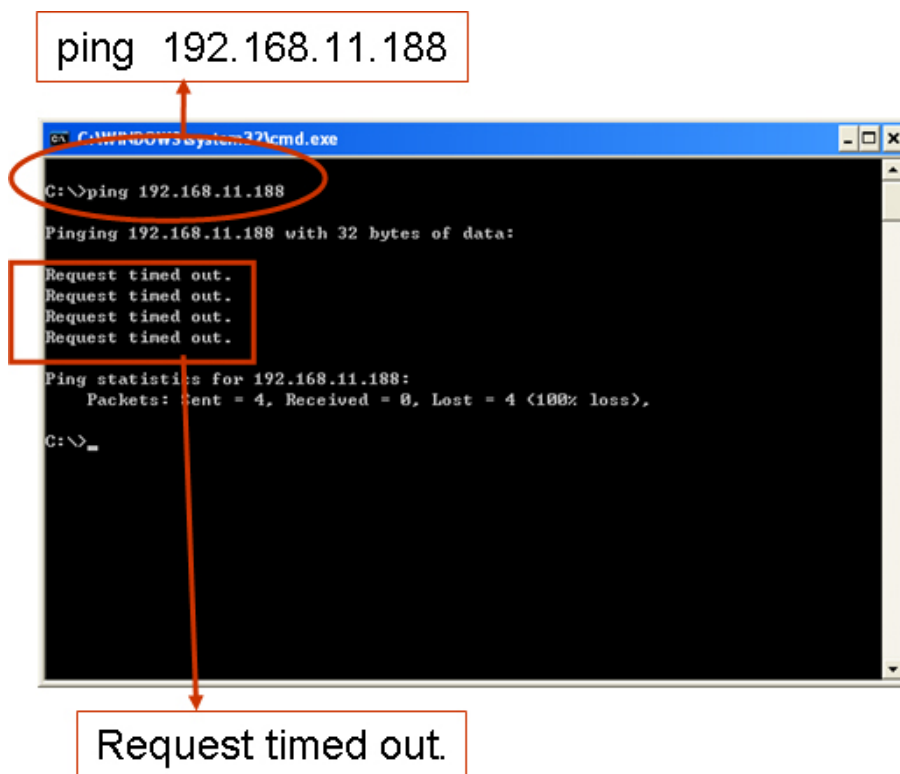 ping 192.168.11.188
C:\WINDOWS\system32\cmd.exe
C:\>ping 192.168.11.188
Pinging 192.168.11.188 with 32 bytes of data:
Request timed out.
Request timed out.
Request timed out.
Request timed out.
Ping statistics for 192.168.11.188:
Packets: Sent = 4, Received = 0, Lost = 4 (100% loss),
C:\>_
Request timed out.